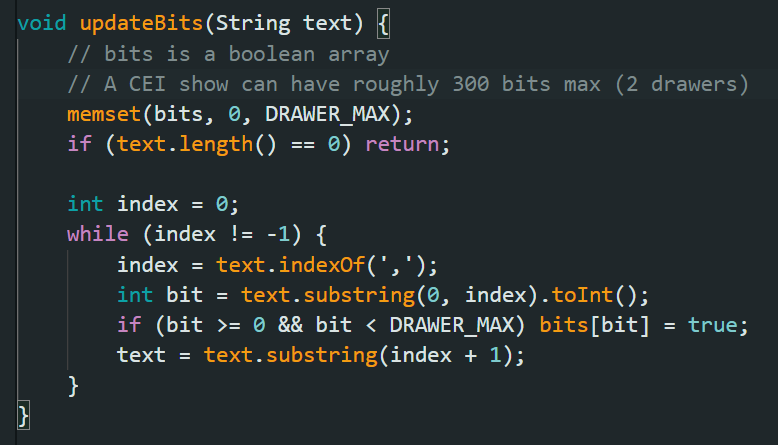 void updateBits(String text) {
    // bits is a boolean array
    // A CEI show can have roughly 300 bits max (2 drawers)
    memset(bits, 0, DRAWER_MAX);
    if (text.length() == 0) return;

    int index = 0;
    while (index != -1) {
        index = text.indexOf(',');
        int bit = text.substring(0, index).toInt();
        if (bit >= 0 && bit < DRAWER_MAX) bits[bit] = true;
        text = text.substring(index + 1);
    }
}